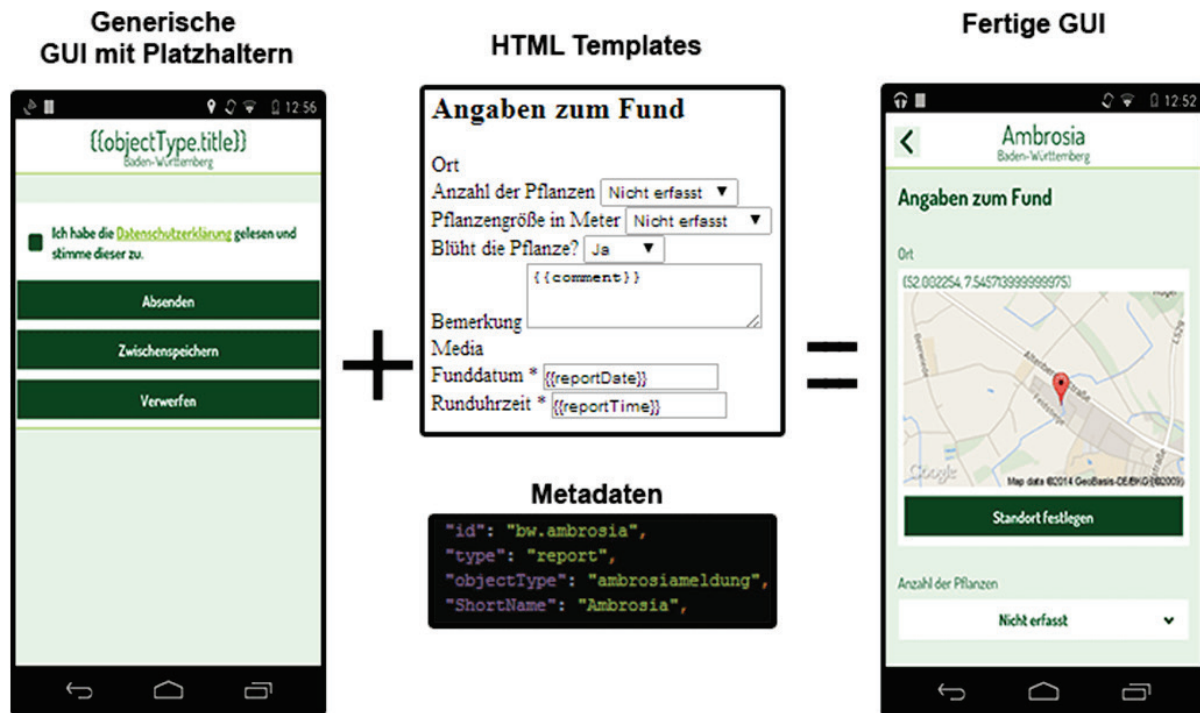 Generische
GUI mit Platzhaltern
12:56
{{objectType.title}}
Baden-Württemberg
Ich habe die Datenschutzerklärung gelesen und
stimme dieser zu.
Absenden
Zwischenspeichern
Verwerfen
+
HTML Templates
Angaben zum Fund
Ort
Anzahl der Pflanzen Nicht erfasst ▼
Pflanzengröße in Meter Nicht erfasst ▼
Blüht die Pflanze? Ja ▼
{{comment}}
Bemerkung
Media
Funddatum * {{reportDate}}
Runduhrzeit * {{reportTime}}
Metadaten
"id": "bw.ambrosia",
"type": "report",
"objectType": "ambrosiameldung",
"ShortName": "Ambrosia",
=
Fertige GUI
12:52
Ambrosia
Baden-Württemberg
Angaben zum Fund
Ort
(52.002254, 7.545713999999975)
L529
Beerwiede
Feldstiege
Google
Map data ©2014 GeoBasis-DE/BKG (©2009)
Standort festlegen
Anzahl der Pflanzen
Nicht erfasst